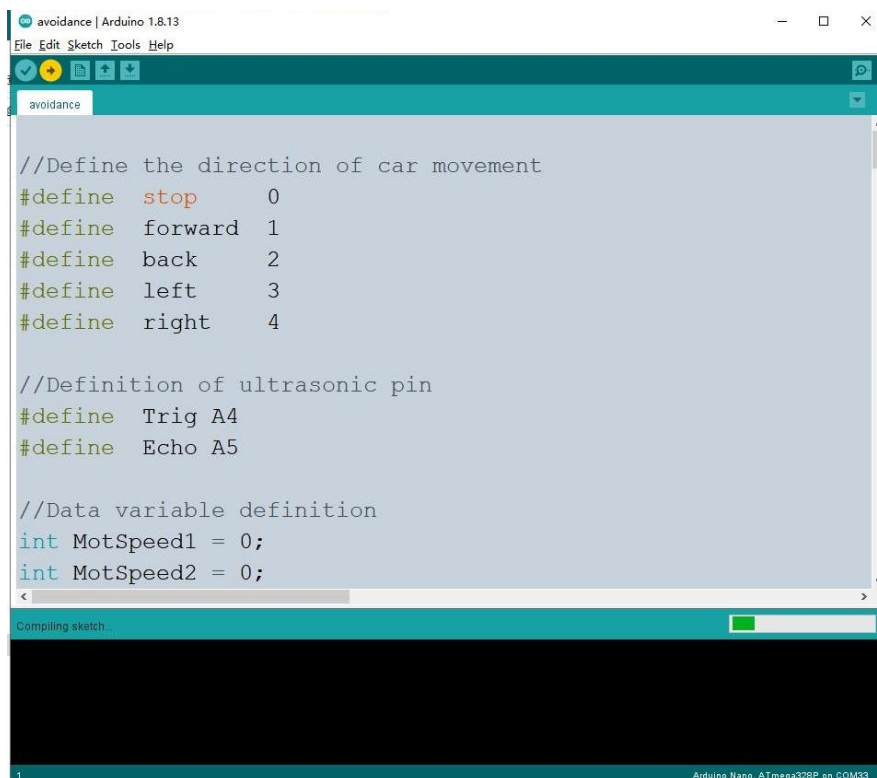 avoidance | Arduino 1.8.13
File Edit Sketch Tools Help
avoidance
//Define the direction of car movement
#define stop 0
#define forward 1
#define back 2
#define left 3
#define right 4
//Definition of ultrasonic pin
#define Trig A4
#define Echo A5
//Data variable definition
int MotSpeed1 = 0;
int MotSpeed2 = 0;
Compiling sketch...
1
Arduino Nano, ATmega328P on COM33